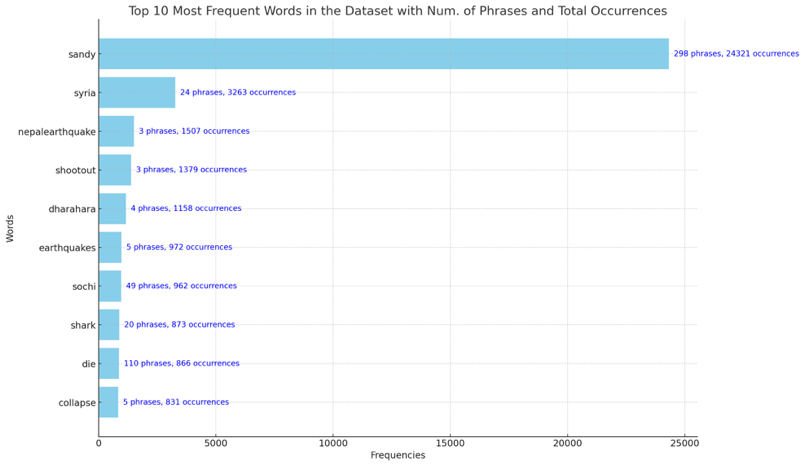 Top 10 Most Frequent Words in the Dataset with Num. of Phrases and Total Occurrences
sandy
298 phrases, 24321 occurrences
syria
24 phrases, 3263 occurrences
nepalearthquake
3 phrases, 1507 occurrences
shootout
3 phrases, 1379 occurrences
dharahara
4 phrases, 1158 occurrences
earthquakes
5 phrases, 972 occurrences
sochi
49 phrases, 962 occurrences
shark
20 phrases, 873 occurrences
die
110 phrases, 866 occurrences
collapse
5 phrases, 831 occurrences
Words
0 5000 10000 15000 20000 25000
Frequencies